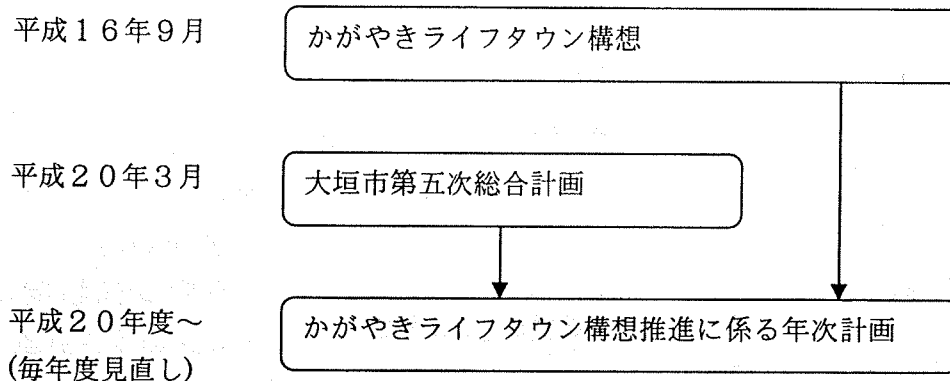 平成１６年９月
かがやきライフタウン構想
平成２０年３月
大垣市第五次総合計画
平成２０年度～
(毎年度見直し)
かがやきライフタウン構想推進に係る年次計画